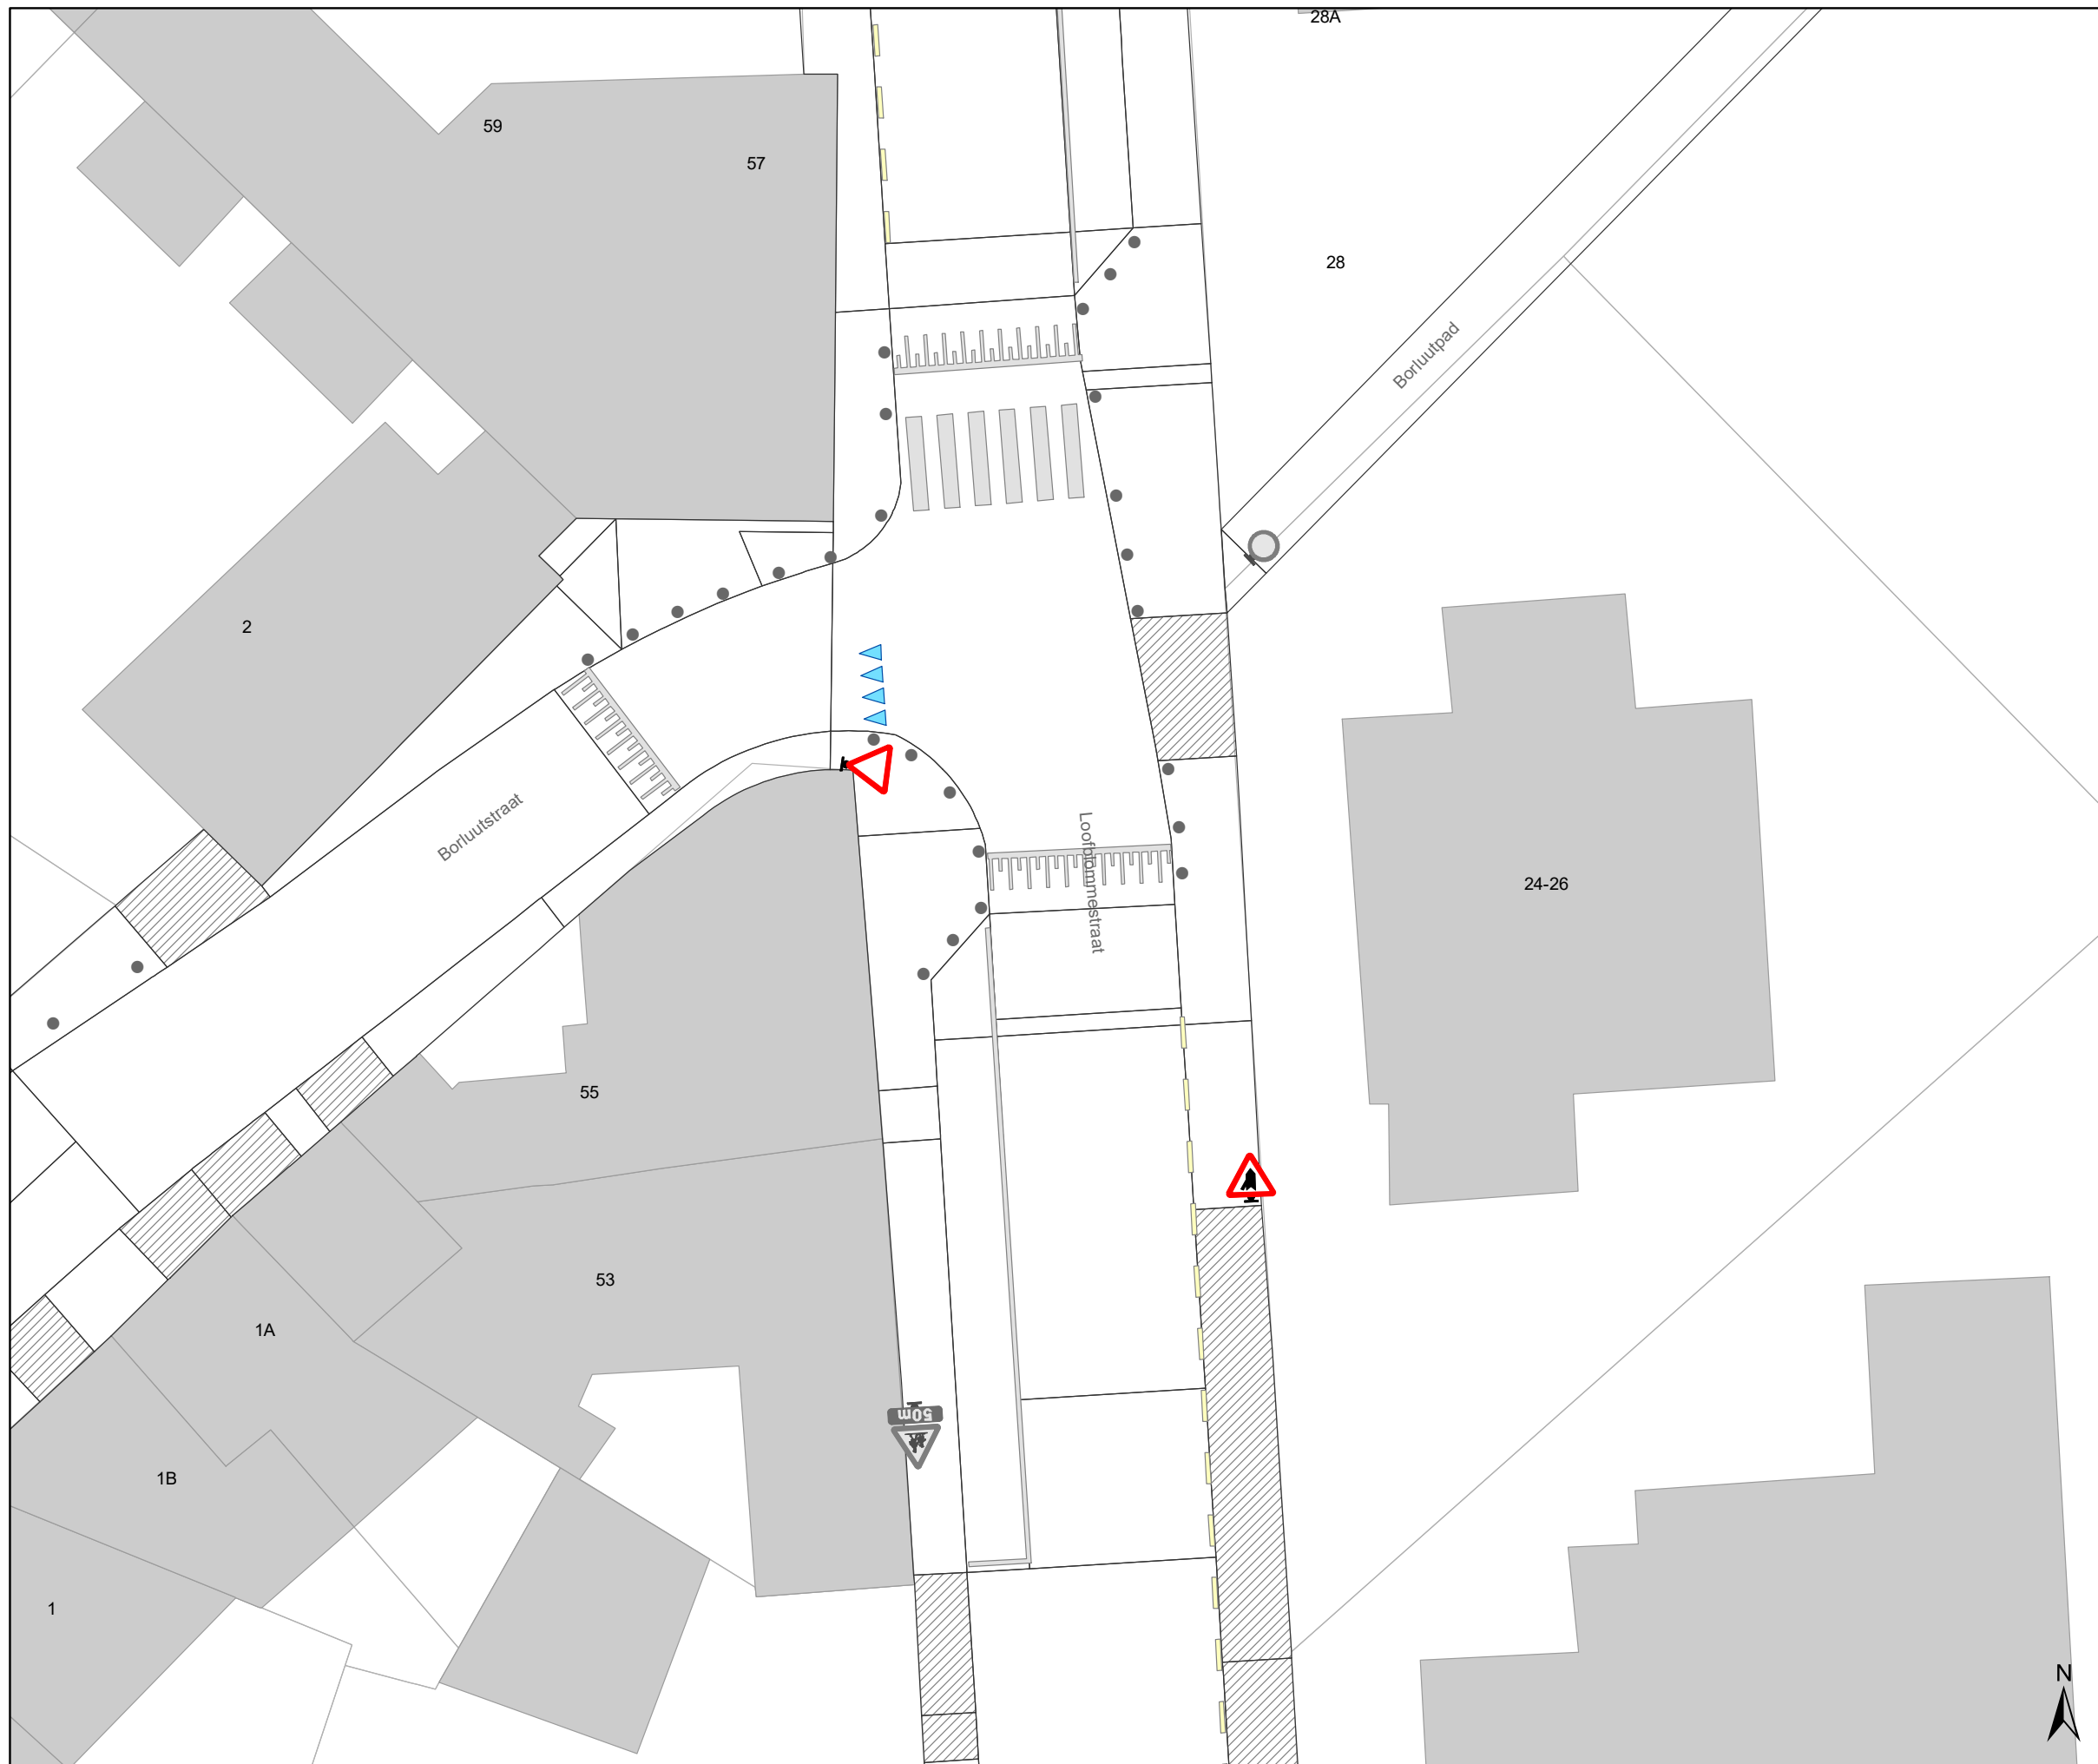 28A
59
57
28
Borluutpad
2
Borluutstraat
Loofblommestraat
24-26
55
53
1A
50m
1B
1
N